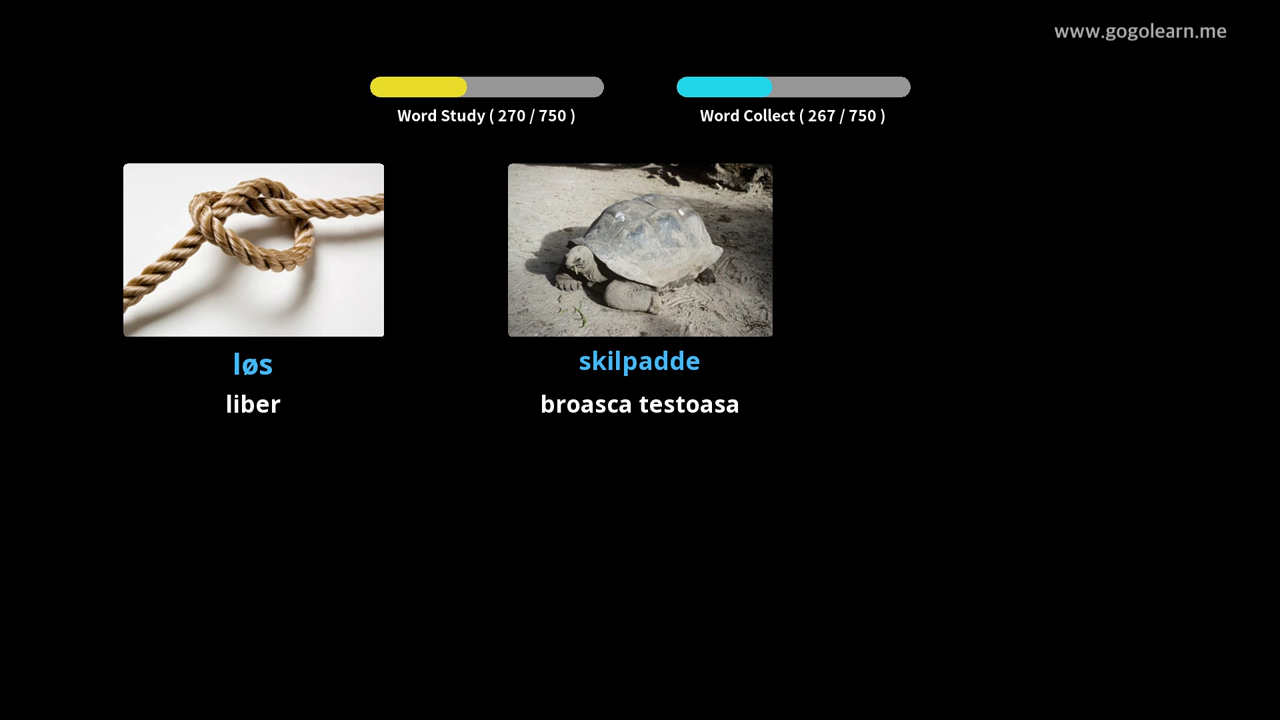 www.gogolearn.me
Word Study ( 270 / 750 )
Word Collect ( 267 / 750 )
løs
liber
skilpadde
broasca testoasa